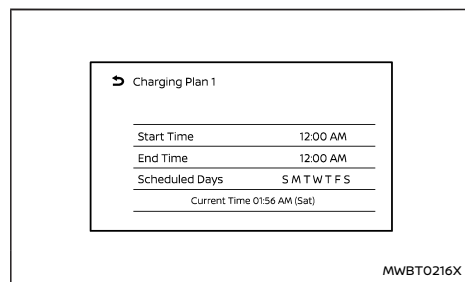 Charging Plan 1
Start Time 12:00 AM
End Time 12:00 AM
Scheduled Days S M T W T F S
Current Time 01:56 AM (Sat)
MWBT0216X